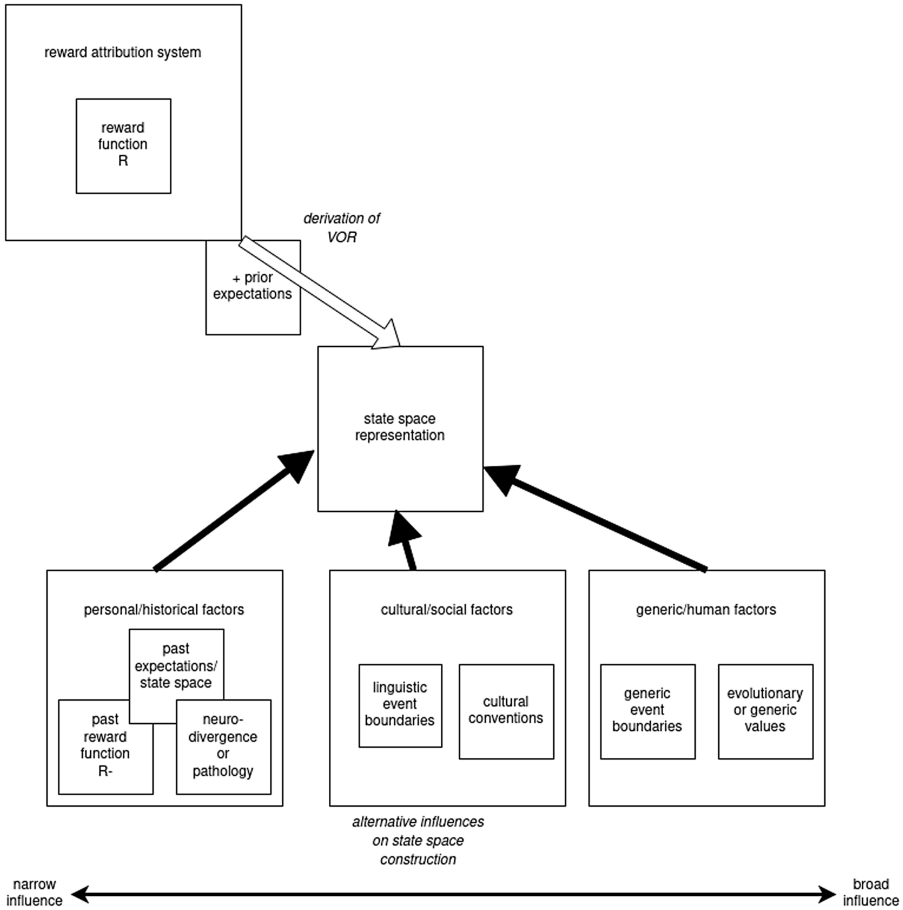 reward attribution system
reward
function
R
derivation of
VOR
+ prior
expectations
state space
representation
personal/historical factors
past
expectations/
state space
past
reward
function
R-
neuro-
divergence
or
pathology
cultural/social factors
linguistic
event
boundaries
cultural
conventions
generic/human factors
generic
event
boundaries
evolutionary
or generic
values
alternative influences
on state space
construction
narrow
influence
broad
influence